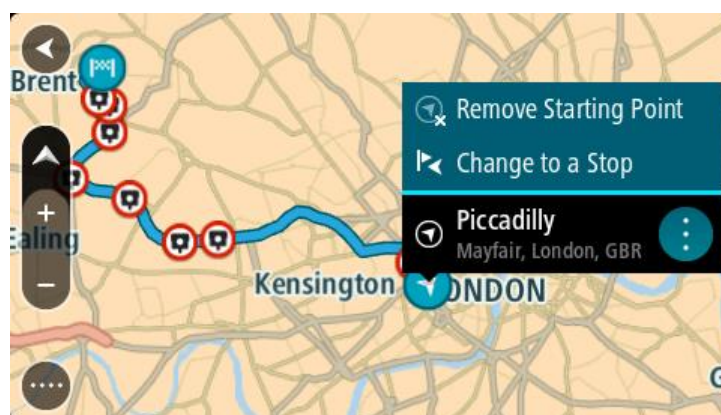 Brent
Remove Starting Point
Change to a Stop
Piccadilly
Mayfair, London, GBR
+
Ealing
−
Kensington
ONDON
G